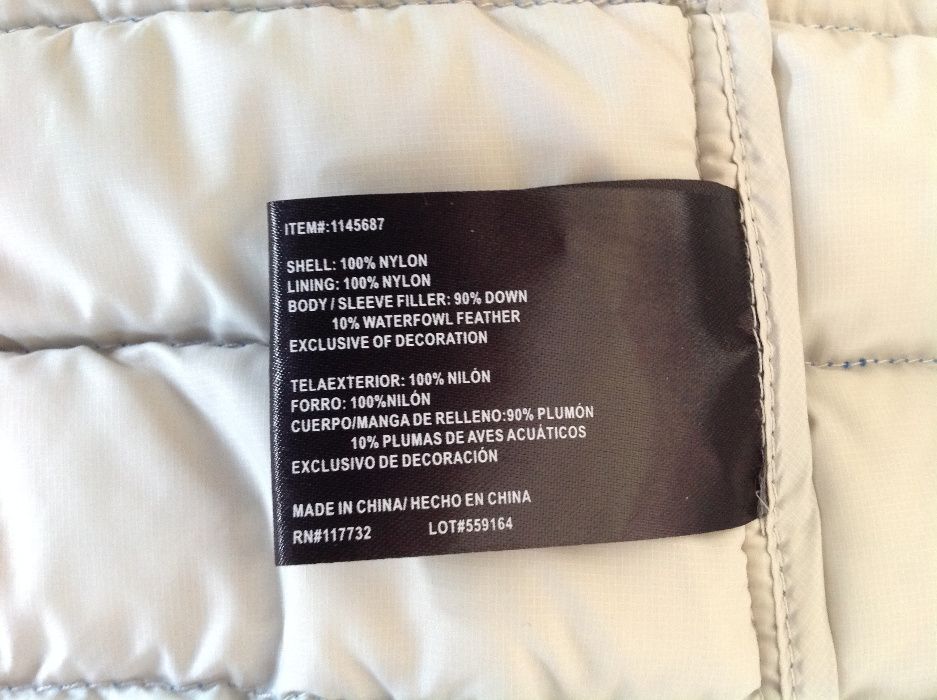 ITEM#:1145687
SHELL: 100% NYLON
LINING: 100% NYLON
BODY / SLEEVE FILLER: 90% DOWN
10% WATERFOWL FEATHER
EXCLUSIVE OF DECORATION
TELAEXTERIOR: 100% NILÓN
FORRO: 100%NILÓN
CUERPO/MANGA DE RELLENO:90% PLUMÓN
10% PLUMAS DE AVES ACUÁTICOS
EXCLUSIVO DE DECORACIÓN
MADE IN CHINA/ HECHO EN CHINA
RN#117732 LOT#559164